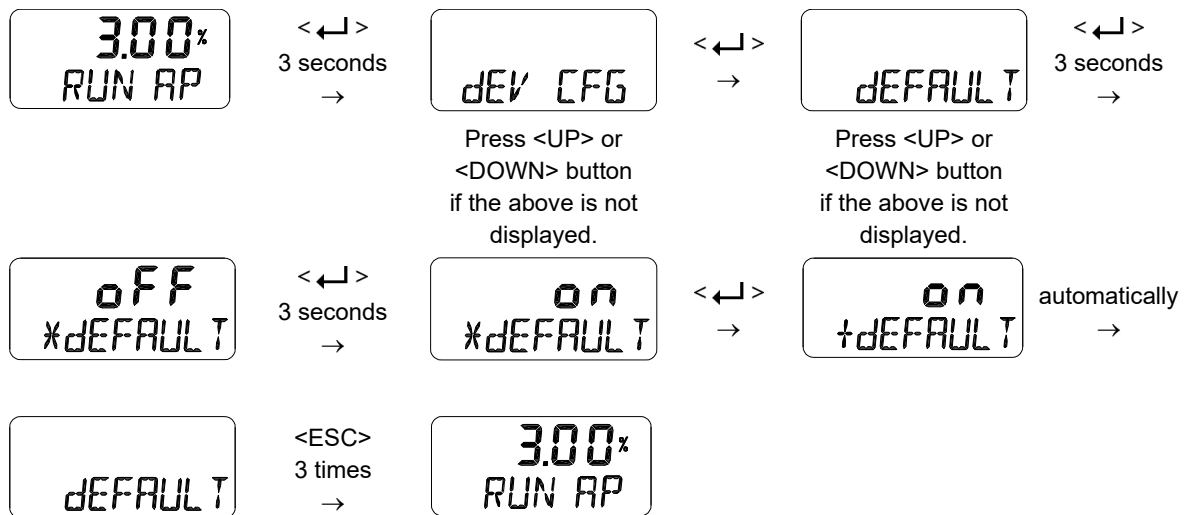 3.00%
RUN AP
<↵>
3 seconds
→
dEV CFG
Press <UP> or
<DOWN> button
if the above is not
displayed.
<↵>
→
dEFAULT
Press <UP> or
<DOWN> button
if the above is not
displayed.
<↵>
3 seconds
→
oFF
*dEFAULT
<↵>
3 seconds
→
on
*dEFAULT
<↵>
→
on
+dEFAULT
automatically
→
dEFAULT
<ESC>
3 times
→
3.00%
RUN AP